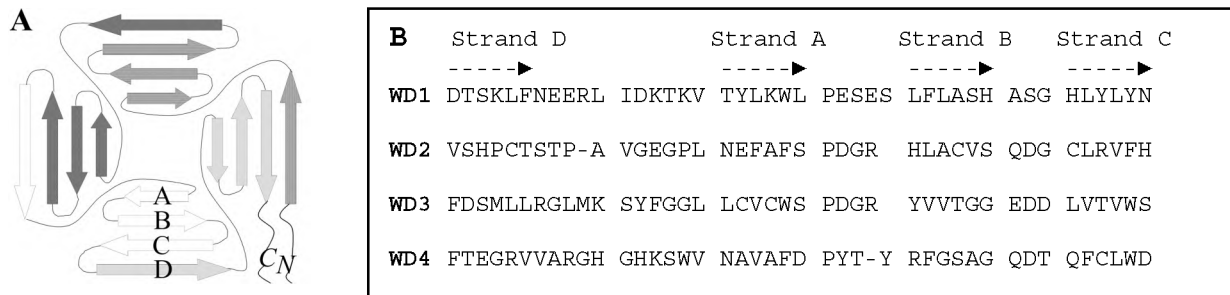 A
A
B
C
D
C N
B Strand D Strand A Strand B Strand C
WD1 DTSKLFNEERL IDKTKV TYLKWL PESES LFLASH ASG HLYLYN
WD2 VSHPCTSTP-A VGEGPL NEFAFS PDGR HLACVS QDG CLRVFH
WD3 FDSMLLRGLMK SYFGGL LCVCWS PDGR YVVTGG EDD LVTVWS
WD4 FTEGRVVARGH GHKSWV NAVAFD PYT-Y RFGSAG QDT QFCLWD